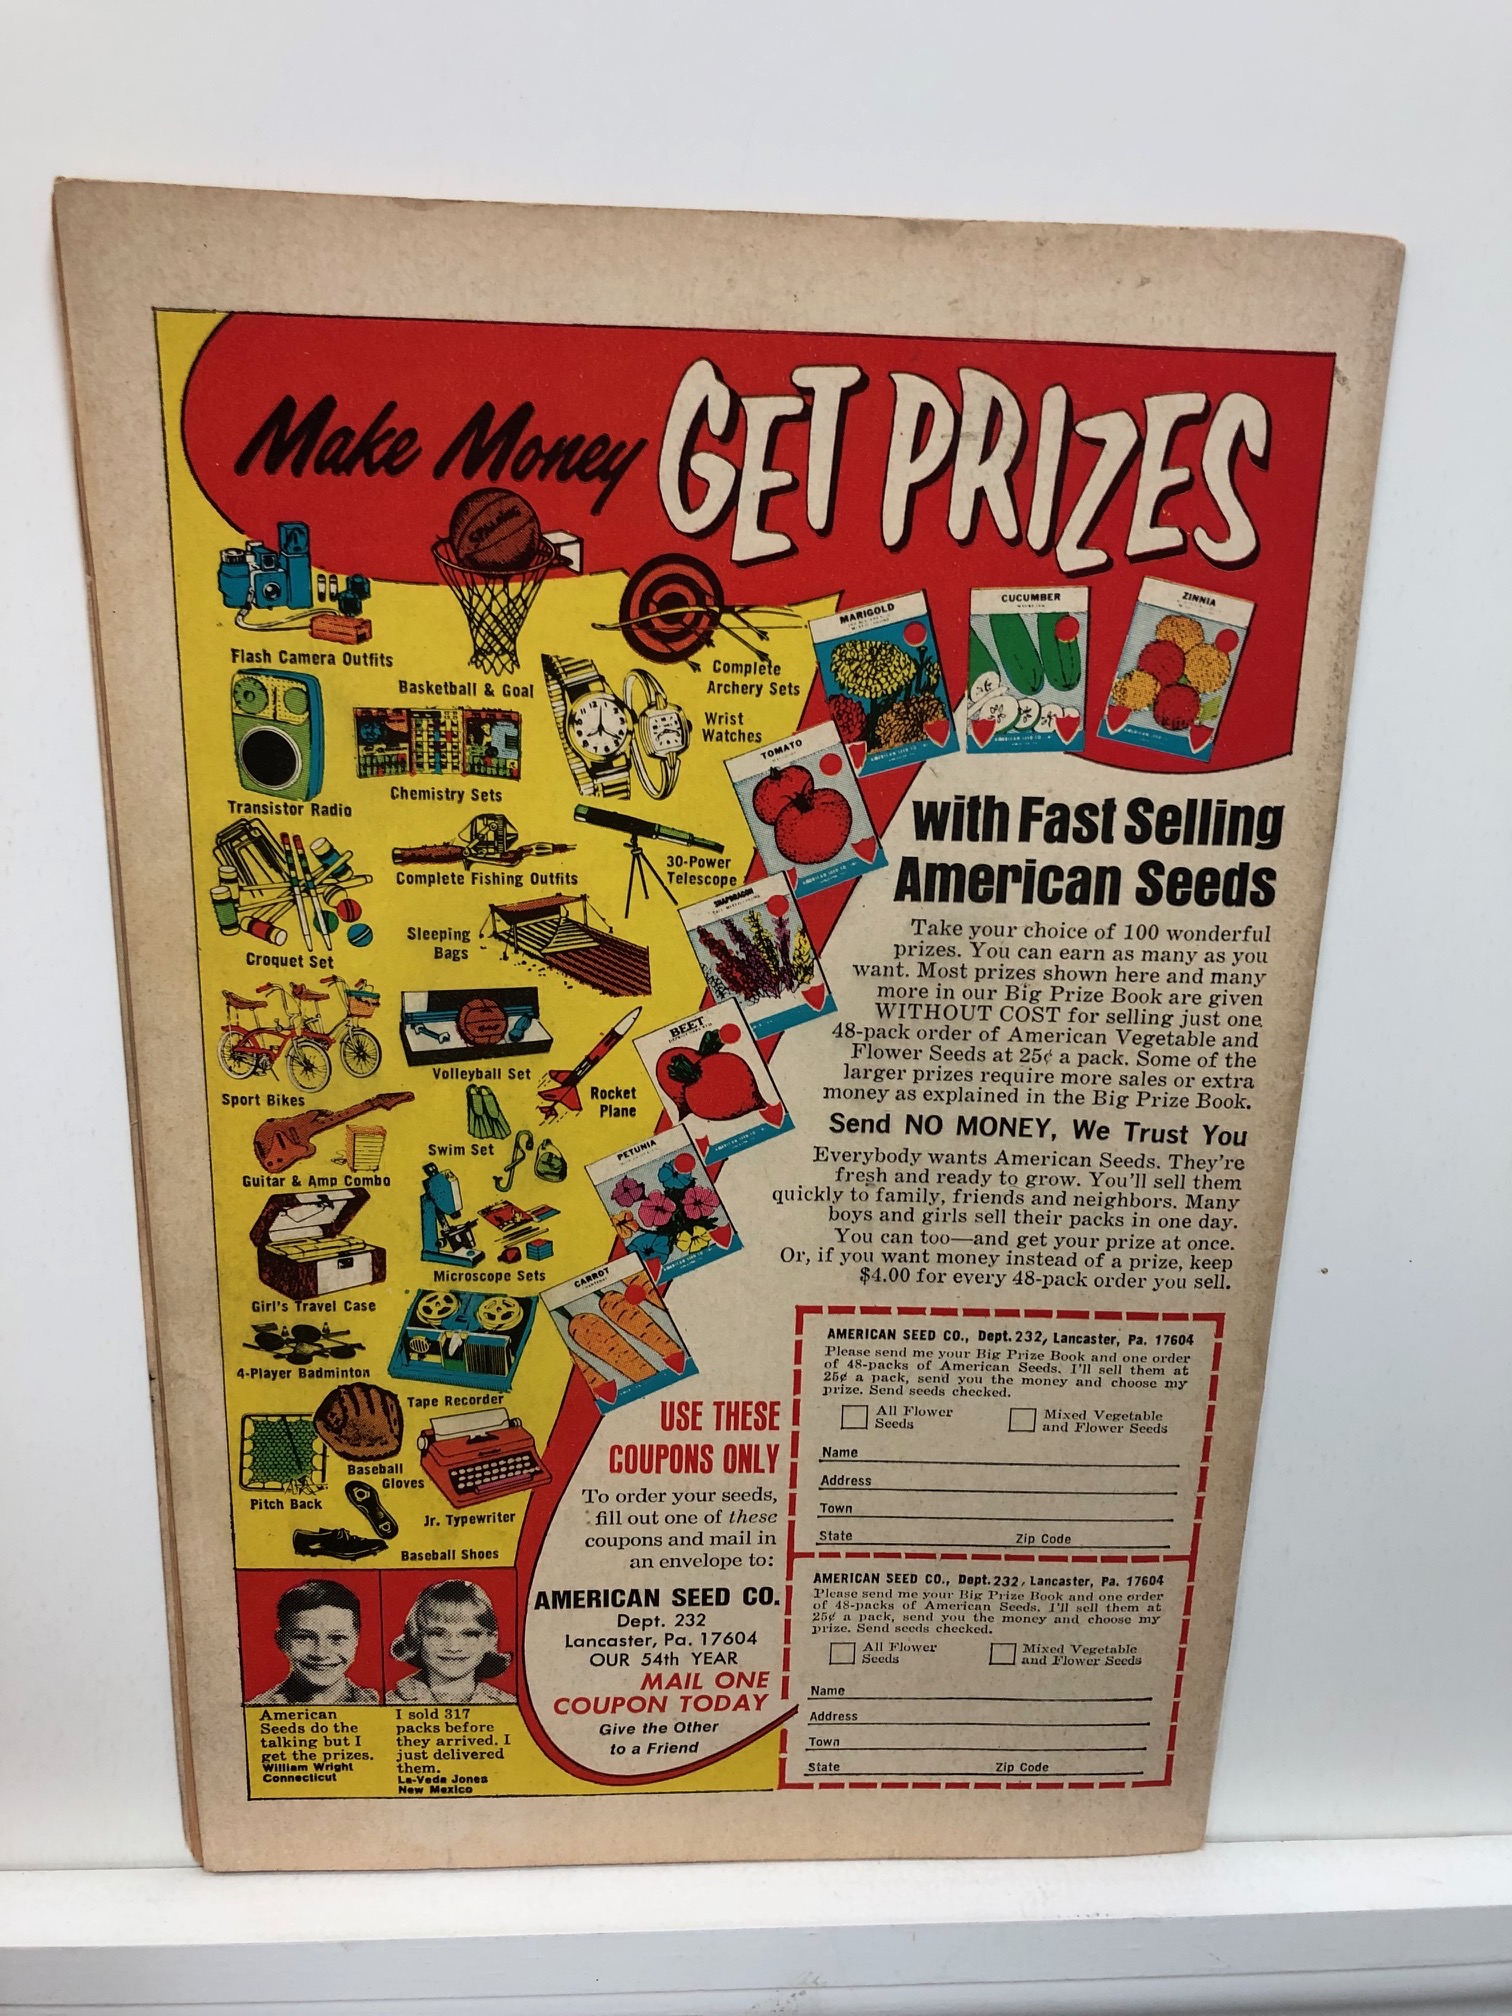 Make Money GET PRIZES
SPALDING
Flash Camera Outfits
Basketball & Goal
Complete
Archery Sets
Wrist
Watches
Transistor Radio
Chemistry Sets
Complete Fishing Outfits
30-Power
Telescope
Croquet Set
Sleeping
Bags
Sport Bikes
Volleyball Set
Rocket
Plane
Guitar & Amp Combo
Swim Set
Girl's Travel Case
Microscope Sets
4-Player Badminton
Tape Recorder
Baseball
Gloves
Pitch Back
Jr. Typewriter
Baseball Shoes
MARIGOLD
CUCUMBER
ZINNIA
TOMATO
SNAPDRAGON
BEET
PETUNIA
CARROT
with Fast Selling
American Seeds
Take your choice of 100 wonderful
prizes. You can earn as many as you
want. Most prizes shown here and many
more in our Big Prize Book are given
WITHOUT COST for selling just one
48-pack order of American Vegetable and
Flower Seeds at 25¢ a pack. Some of the
larger prizes require more sales or extra
money as explained in the Big Prize Book.
Send NO MONEY, We Trust You
Everybody wants American Seeds. They're
fresh and ready to grow. You'll sell them
quickly to family, friends and neighbors. Many
boys and girls sell their packs in one day.
You can too—and get your prize at once.
Or, if you want money instead of a prize, keep
$4.00 for every 48-pack order you sell.
USE THESE
COUPONS ONLY
To order your seeds,
fill out one of these
coupons and mail in
an envelope to:
AMERICAN SEED CO.
Dept. 232
Lancaster, Pa. 17604
OUR 54th YEAR
MAIL ONE
COUPON TODAY
Give the Other
to a Friend
AMERICAN SEED CO., Dept. 232, Lancaster, Pa. 17604
Please send me your Big Prize Book and one order
of 48-packs of American Seeds. I'll sell them at
25¢ a pack, send you the money and choose my
prize. Send seeds checked.
All Flower
Seeds
Mixed Vegetable
and Flower Seeds
Name
Address
Town
State Zip Code
AMERICAN SEED CO., Dept. 232, Lancaster, Pa. 17604
Please send me your Big Prize Book and one order
of 48-packs of American Seeds. I'll sell them at
25¢ a pack, send you the money and choose my
prize. Send seeds checked.
All Flower
Seeds
Mixed Vegetable
and Flower Seeds
Name
Address
Town
State Zip Code
American
Seeds do the
talking but I
get the prizes.
William Wright
Connecticut
I sold 317
packs before
they arrived. I
just delivered
them.
La-Veda Jones
New Mexico